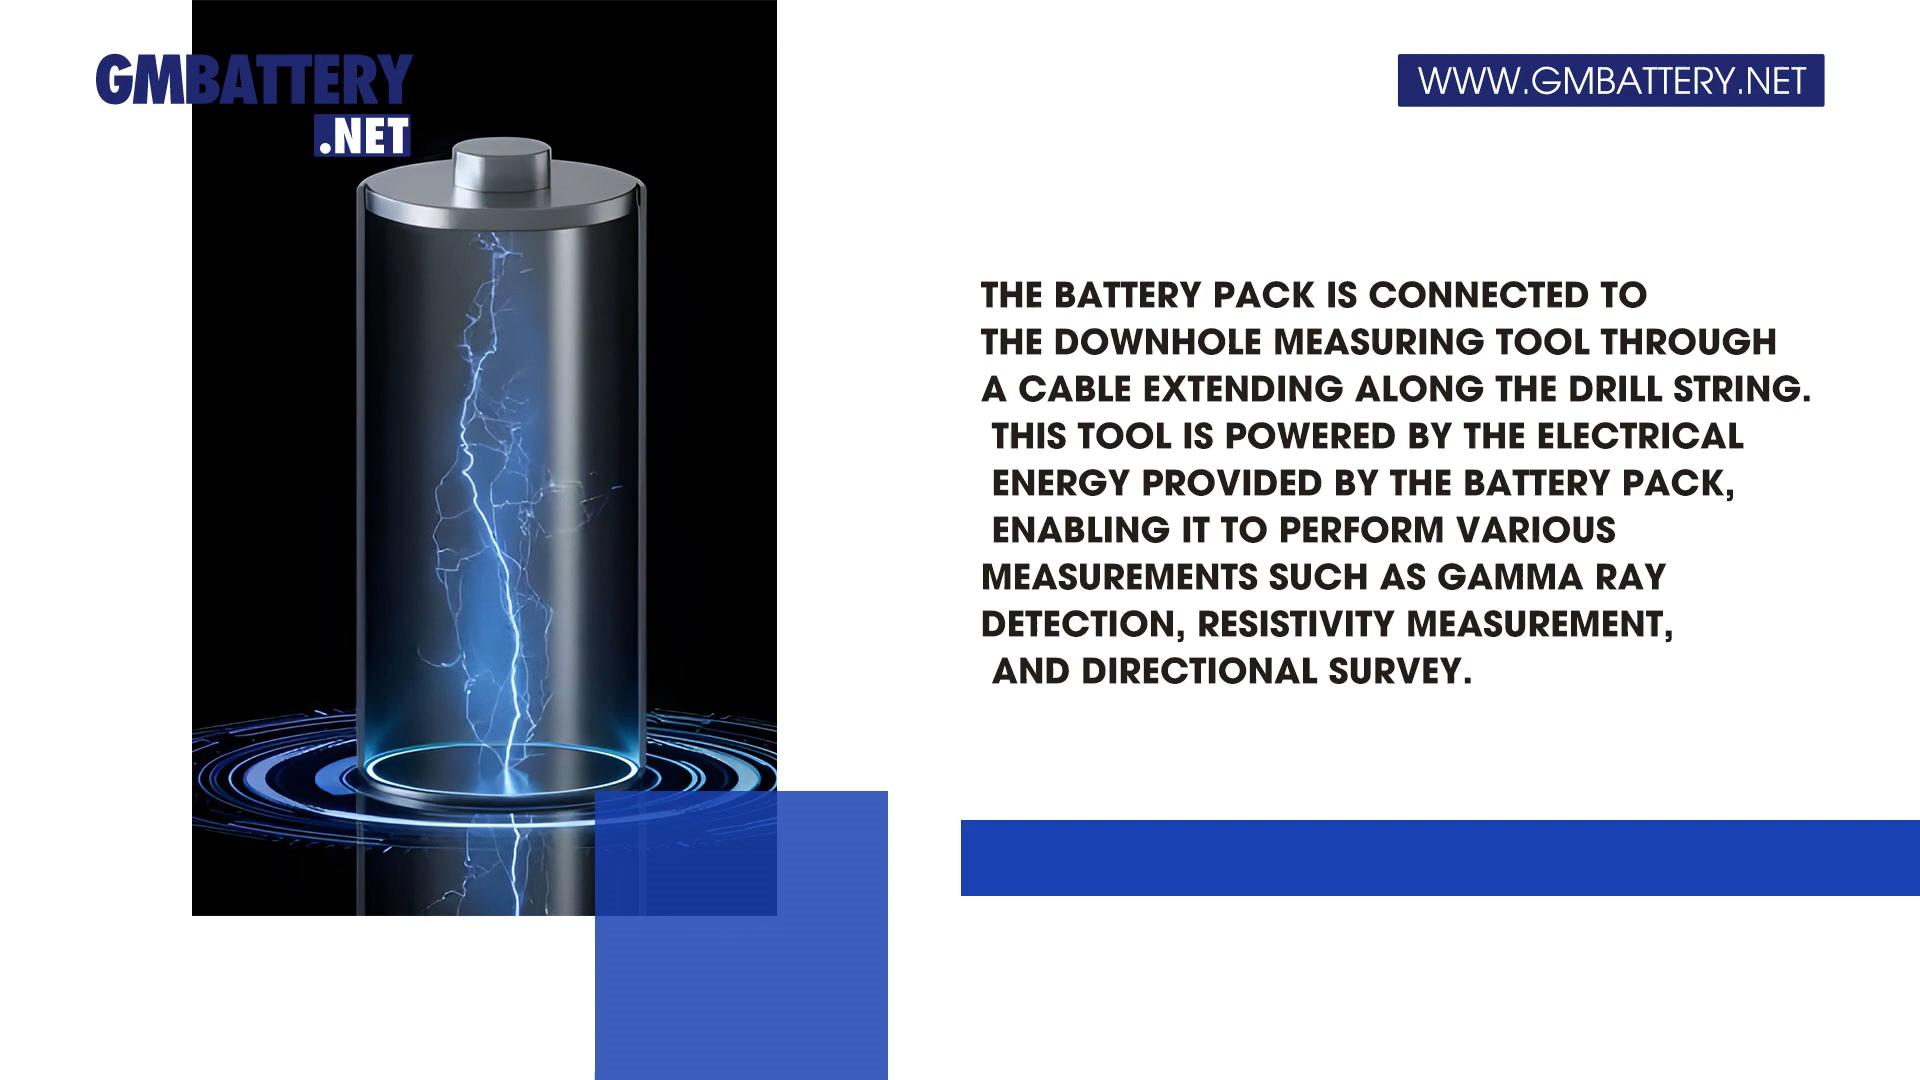 GMBATTERY
.NET
WWW.GMBATTERY.NET
THE BATTERY PACK IS CONNECTED TO
THE DOWNHOLE MEASURING TOOL THROUGH
A CABLE EXTENDING ALONG THE DRILL STRING.
THIS TOOL IS POWERED BY THE ELECTRICAL
ENERGY PROVIDED BY THE BATTERY PACK,
ENABLING IT TO PERFORM VARIOUS
MEASUREMENTS SUCH AS GAMMA RAY
DETECTION, RESISTIVITY MEASUREMENT,
AND DIRECTIONAL SURVEY.